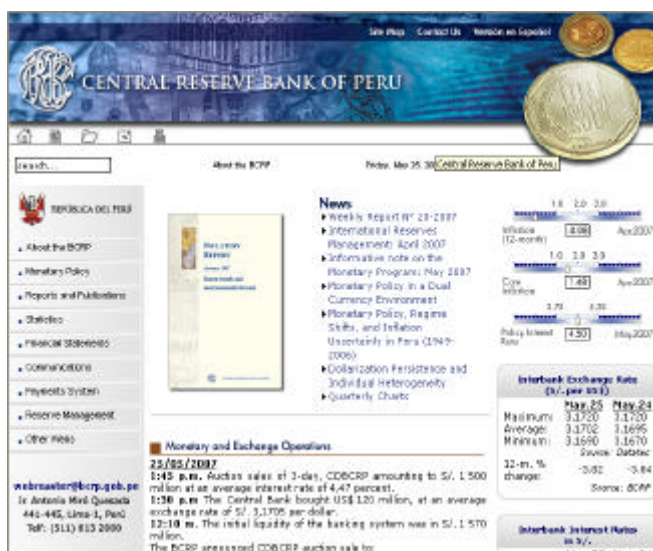 Site Map Contact Us Versión en Español
CENTRAL RESERVE BANK OF PERU
search...
About the BCRP
Friday, May 25, 20
Central Reserve Bank of Peru
REPÚBLICA DEL PERÚ
About the BCRP
Monetary Policy
Reports and Publications
Statistics
Financial Statements
Communications
Payments System
Reserve Management
Other Menu
webmaster@bcrp.gob.pe
Jr. Antonio Miró Quesada
441-445, Lima-1, Perú
Telf: (511) 613 2000
INFLATION
REPORT
News
Weekly Report N° 20-2007
International Reserves
Management: April 2007
Informative note on the
Monetary Program: May 2007
Monetary Policy in a Dual
Currency Environment
Monetary Policy, Regime
Shifts, and Inflation
Uncertainty in Peru (1949-
2006)
Dollarization Persistence and
Individual Heterogeneity
Quarterly Charts
Monetary and Exchange Operations
25/05/2007
1:45 p.m. Auction sales of 3-day, CDBCRP amounting to S/. 1 500
million at an average interest rate of 4,47 percent.
1:30 p.m The Central Bank bought US$ 120 million, at an average
exchange rate of S/. 3,1705 per dollar.
12:10 m. The initial liquidity of the banking system was in S/. 1 570
million.
The BCRP announced CDBCRP auction sale to:
1.0 2.0 3.0
Inflation
(12-month)
Apr.2007
1.0 2.0 3.0
Core
Inflation
1.48
Apr.2007
Policy Interest
Rate
4.50
May.2007
Interbank Exchange Rate
(S/. per US$)
May.25 May.24
Maximum: 3.1720 3.1720
Average: 3.1702 3.1695
Minimum: 3.1690 3.1670
Source: Datatec
12-m. %
change: -3.82 -3.84
Source: BCRP
Interbank Interest Rates
in S/.